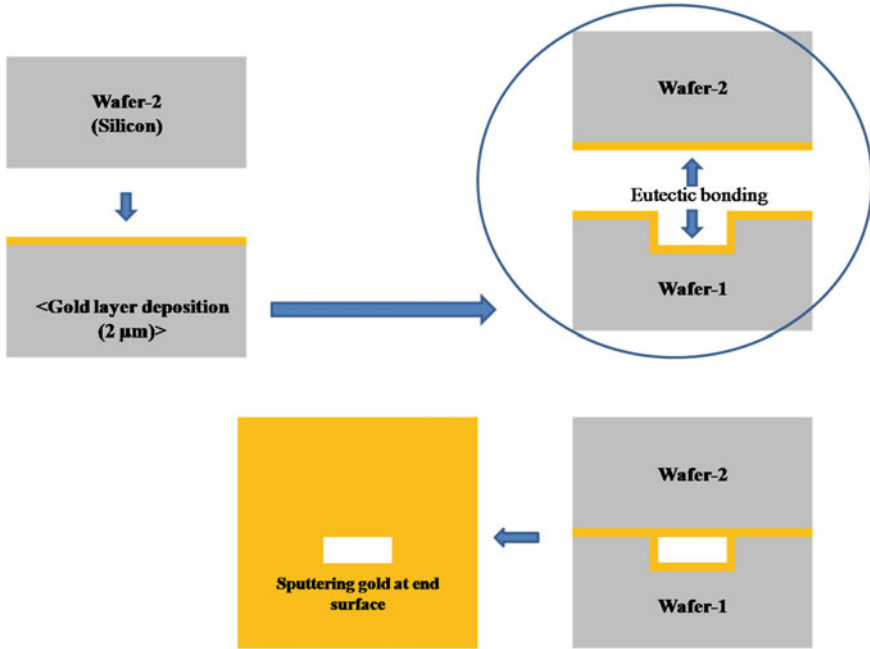 Wafer-2
(Silicon)
<Gold layer deposition
(2 μm)>
Wafer-2
Eutectic bonding
Wafer-1
Sputtering gold at end
surface
Wafer-2
Wafer-1